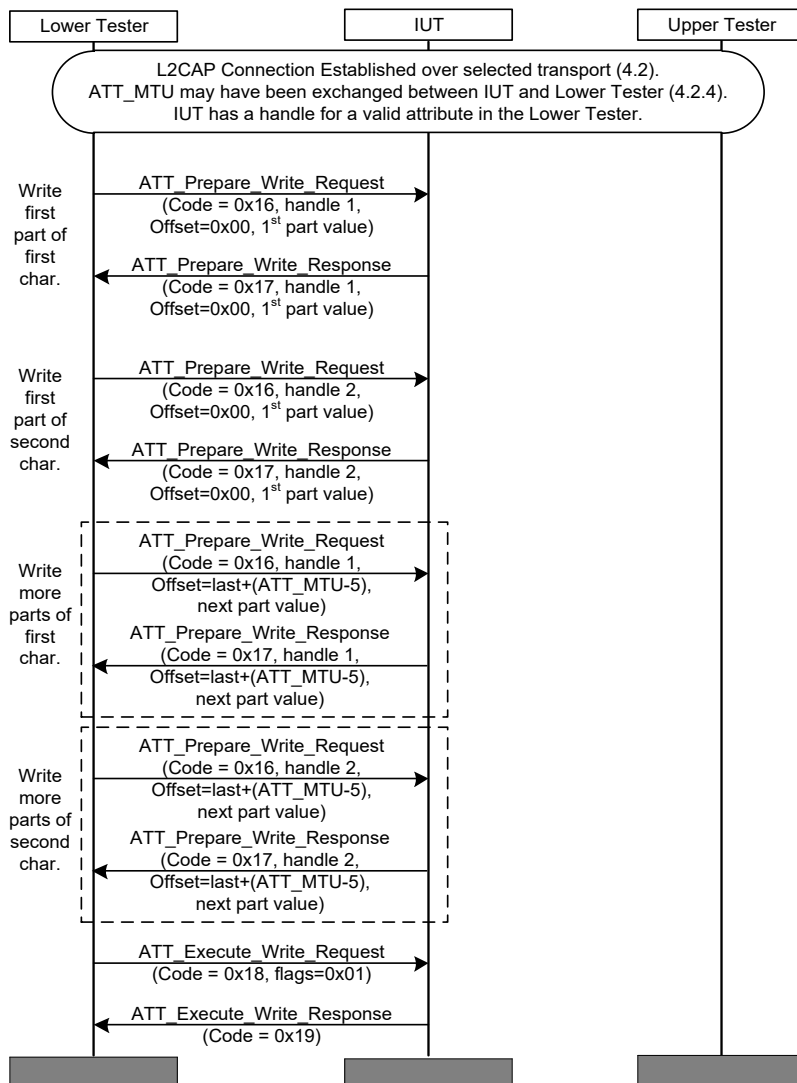 Lower Tester
IUT
Upper Tester
L2CAP Connection Established over selected transport (4.2).
ATT_MTU may have been exchanged between IUT and Lower Tester (4.2.4).
IUT has a handle for a valid attribute in the Lower Tester.
Write
first
part of
first
char.
ATT_Prepare_Write_Request
(Code = 0x16, handle 1,
Offset=0x00, 1st part value)
ATT_Prepare_Write_Response
(Code = 0x17, handle 1,
Offset=0x00, 1st part value)
Write
first
part of
second
char.
ATT_Prepare_Write_Request
(Code = 0x16, handle 2,
Offset=0x00, 1st part value)
ATT_Prepare_Write_Response
(Code = 0x17, handle 2,
Offset=0x00, 1st part value)
Write
more
parts of
first
char.
ATT_Prepare_Write_Request
(Code = 0x16, handle 1,
Offset=last+(ATT_MTU-5),
next part value)
ATT_Prepare_Write_Response
(Code = 0x17, handle 1,
Offset=last+(ATT_MTU-5),
next part value)
Write
more
parts of
second
char.
ATT_Prepare_Write_Request
(Code = 0x16, handle 2,
Offset=last+(ATT_MTU-5),
next part value)
ATT_Prepare_Write_Response
(Code = 0x17, handle 2,
Offset=last+(ATT_MTU-5),
next part value)
ATT_Execute_Write_Request
(Code = 0x18, flags=0x01)
ATT_Execute_Write_Response
(Code = 0x19)